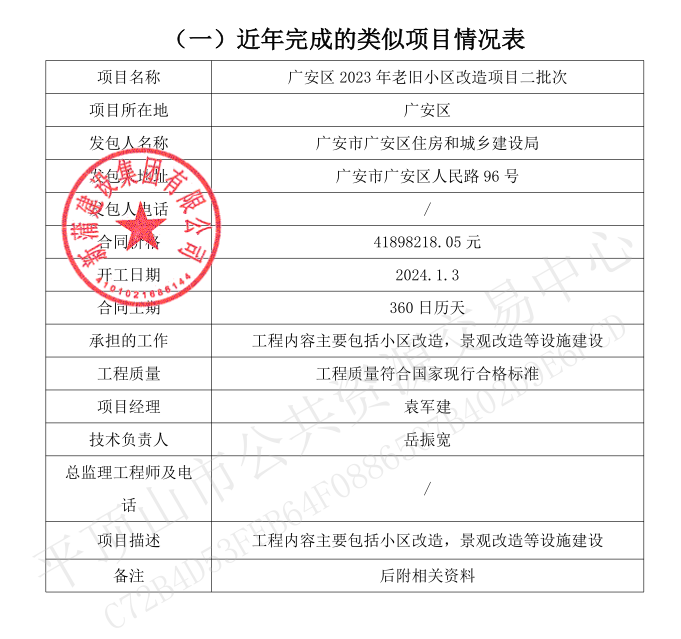 （一）近年完成的类似项目情况表
项目名称 广安区 2023 年老旧小区改造项目二批次
项目所在地 广安区
发包人名称 广安市广安区住房和城乡建设局
发包人地址 广安市广安区人民路 96 号
发包人电话 /
合同价格 41898218.05 元
开工日期 2024.1.3
合同工期 360 日历天
承担的工作 工程内容主要包括小区改造，景观改造等设施建设
工程质量 工程质量符合国家现行合格标准
项目经理 袁军建
技术负责人 岳振宽
总监理工程师及电
话 /
项目描述 工程内容主要包括小区改造，景观改造等设施建设
备注 后附相关资料
蒲建设集团有限公司
4101021686144
平顶山市公共资源交易中心